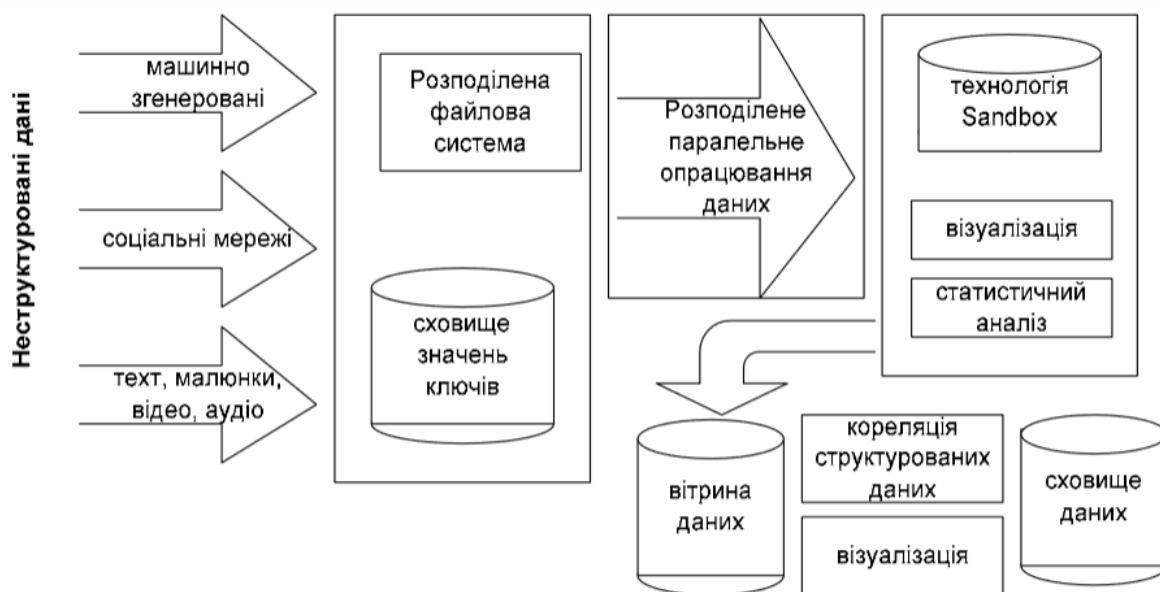 Неструктуровані дані
машинно
згенеровані
соціальні мережі
техт, малюнки,
відео, аудіо
Розподілена
файлова
система
сховище
значень
ключів
Розподілене
паралельне
опрацювання
даних
технологія
Sandbox
візуалізація
статистичний
аналіз
вітрина
даних
кореляція
структурованих
даних
візуалізація
сховище
даних